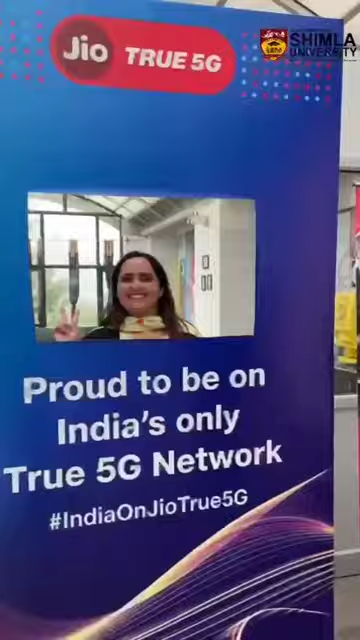 Jio TRUE 5G
SHIMLA
UNIVERSITY
Proud to be on
India's only
True 5G Network
#IndiaOnJioTrue5G